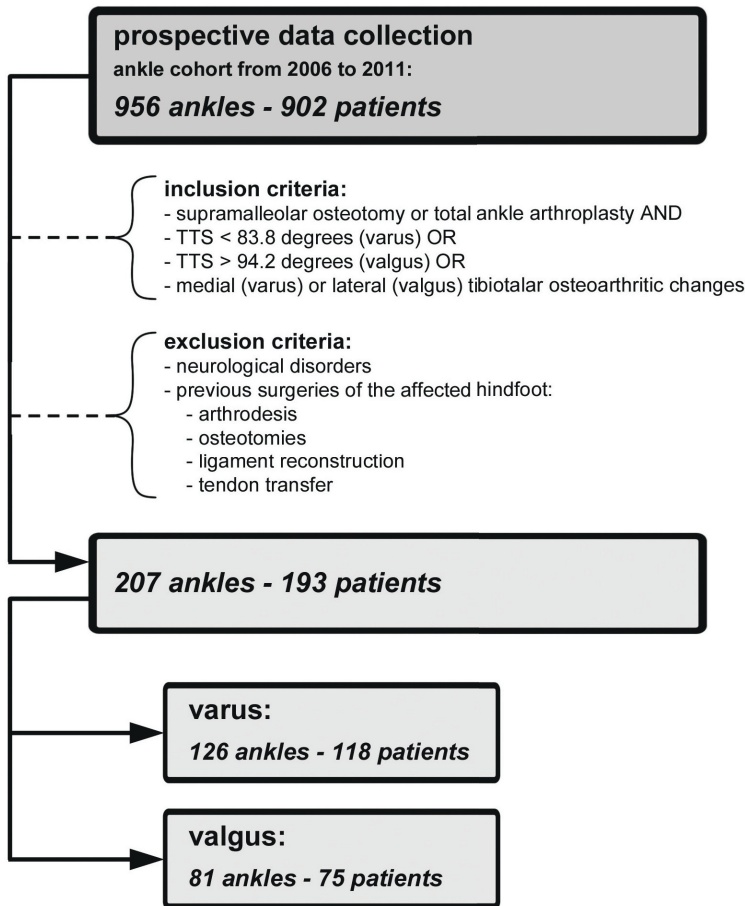 prospective data collection
ankle cohort from 2006 to 2011:
956 ankles - 902 patients
inclusion criteria:
- supramalleolar osteotomy or total ankle arthroplasty AND
- TTS < 83.8 degrees (varus) OR
- TTS > 94.2 degrees (valgus) OR
- medial (varus) or lateral (valgus) tibiotalar osteoarthritic changes
exclusion criteria:
- neurological disorders
- previous surgeries of the affected hindfoot:
- arthrodesis
- osteotomies
- ligament reconstruction
- tendon transfer
207 ankles - 193 patients
varus:
126 ankles - 118 patients
valgus:
81 ankles - 75 patients